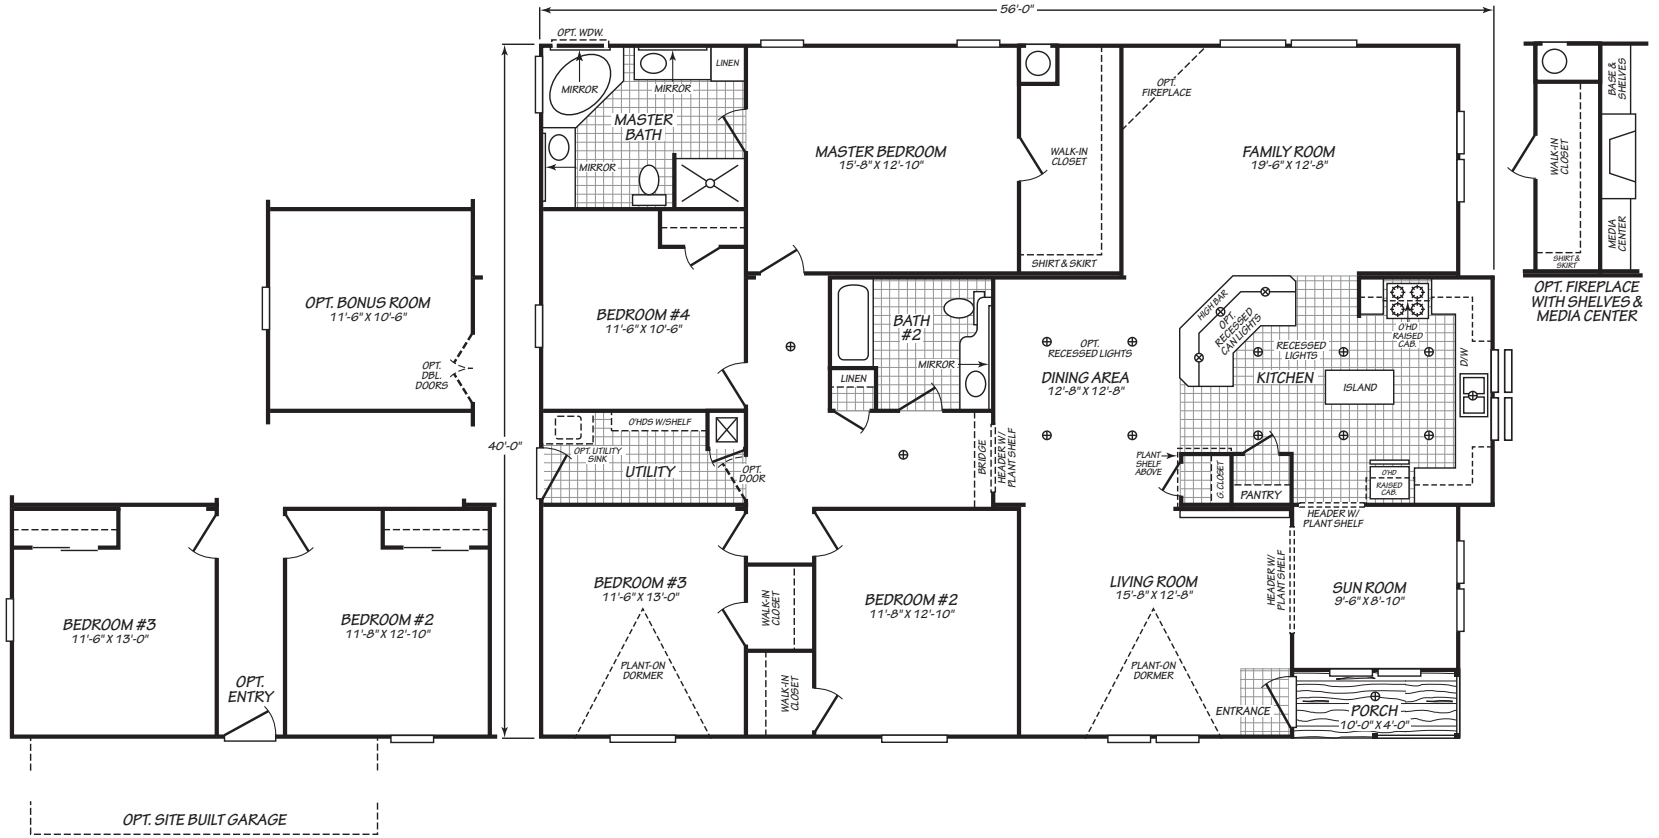 56'-0"
OPT. WDW.
MIRROR
MIRROR
LINEN
MASTER
BATH
MIRROR
MASTER BEDROOM
15'-8" X 12'-10"
WALK-IN
CLOSET
SHIRT & SKIRT
OPT.
FIREPLACE
FAMILY ROOM
19'-6" X 12'-8"
WALK-IN
CLOSET
SHIRT &
SKIRT
BASE &
SHELVES
MEDIA
CENTER
OPT. FIREPLACE
WITH SHELVES &
MEDIA CENTER
OPT. BONUS ROOM
11'-6" X 10'-6"
OPT.
DBL.
DOORS
BEDROOM #4
11'-6" X 10'-6"
BATH
#2
MIRROR
LINEN
OPT.
RECESSED LIGHTS
DINING AREA
12'-8" X 12'-8"
HIGH BAR
OPT.
RECESSED
CAN LIGHTS
RECESSED
LIGHTS
KITCHEN
O'HD
RAISED
CAB.
ISLAND
D/W
40'-0"
O'HDS W/SHELF
OPT. UTILITY
SINK
UTILITY
OPT.
DOOR
BRIDGE
HEADER W/
PLANT SHELF
PLANT
SHELF
ABOVE
G. CLOSET
PANTRY
O'HD
RAISED
CAB.
HEADER W/
PLANT SHELF
BEDROOM #3
11'-6" X 13'-0"
BEDROOM #2
11'-8" X 12'-10"
OPT.
ENTRY
OPT. SITE BUILT GARAGE
BEDROOM #3
11'-6" X 13'-0"
PLANT-ON
DORMER
WALK-IN
CLOSET
WALK-IN
CLOSET
BEDROOM #2
11'-8" X 12'-10"
LIVING ROOM
15'-8" X 12'-8"
PLANT-ON
DORMER
HEADER W/
PLANT SHELF
SUN ROOM
9'-6" X 8'-10"
ENTRANCE
PORCH
10'-0" X 4'-0"